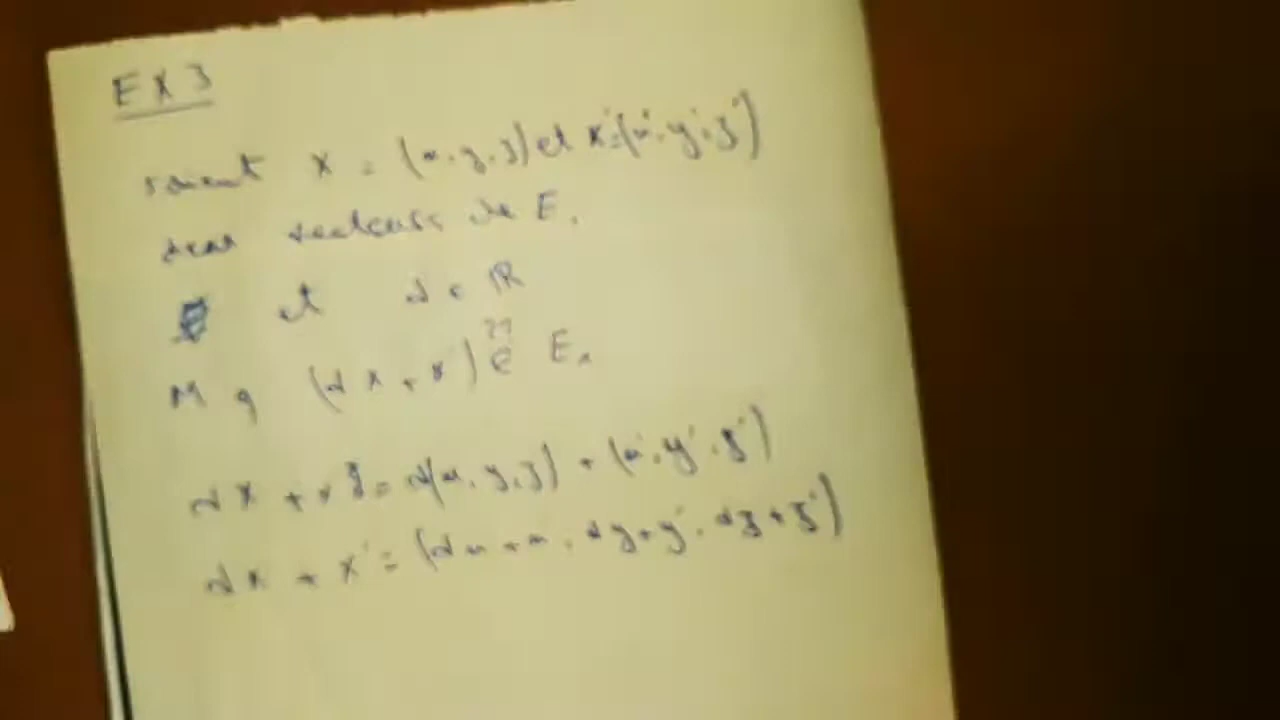 EX 3
soient X = (x, y, z) et X' = (x', y', z')
deux vecteurs de E.
et α ∈ ℝ
Mq (αX + X') ∈ E.
??
αX + X' = α(x, y, z) + (x', y', z')
αX + X' = (αx + x', αy + y', αz + z')